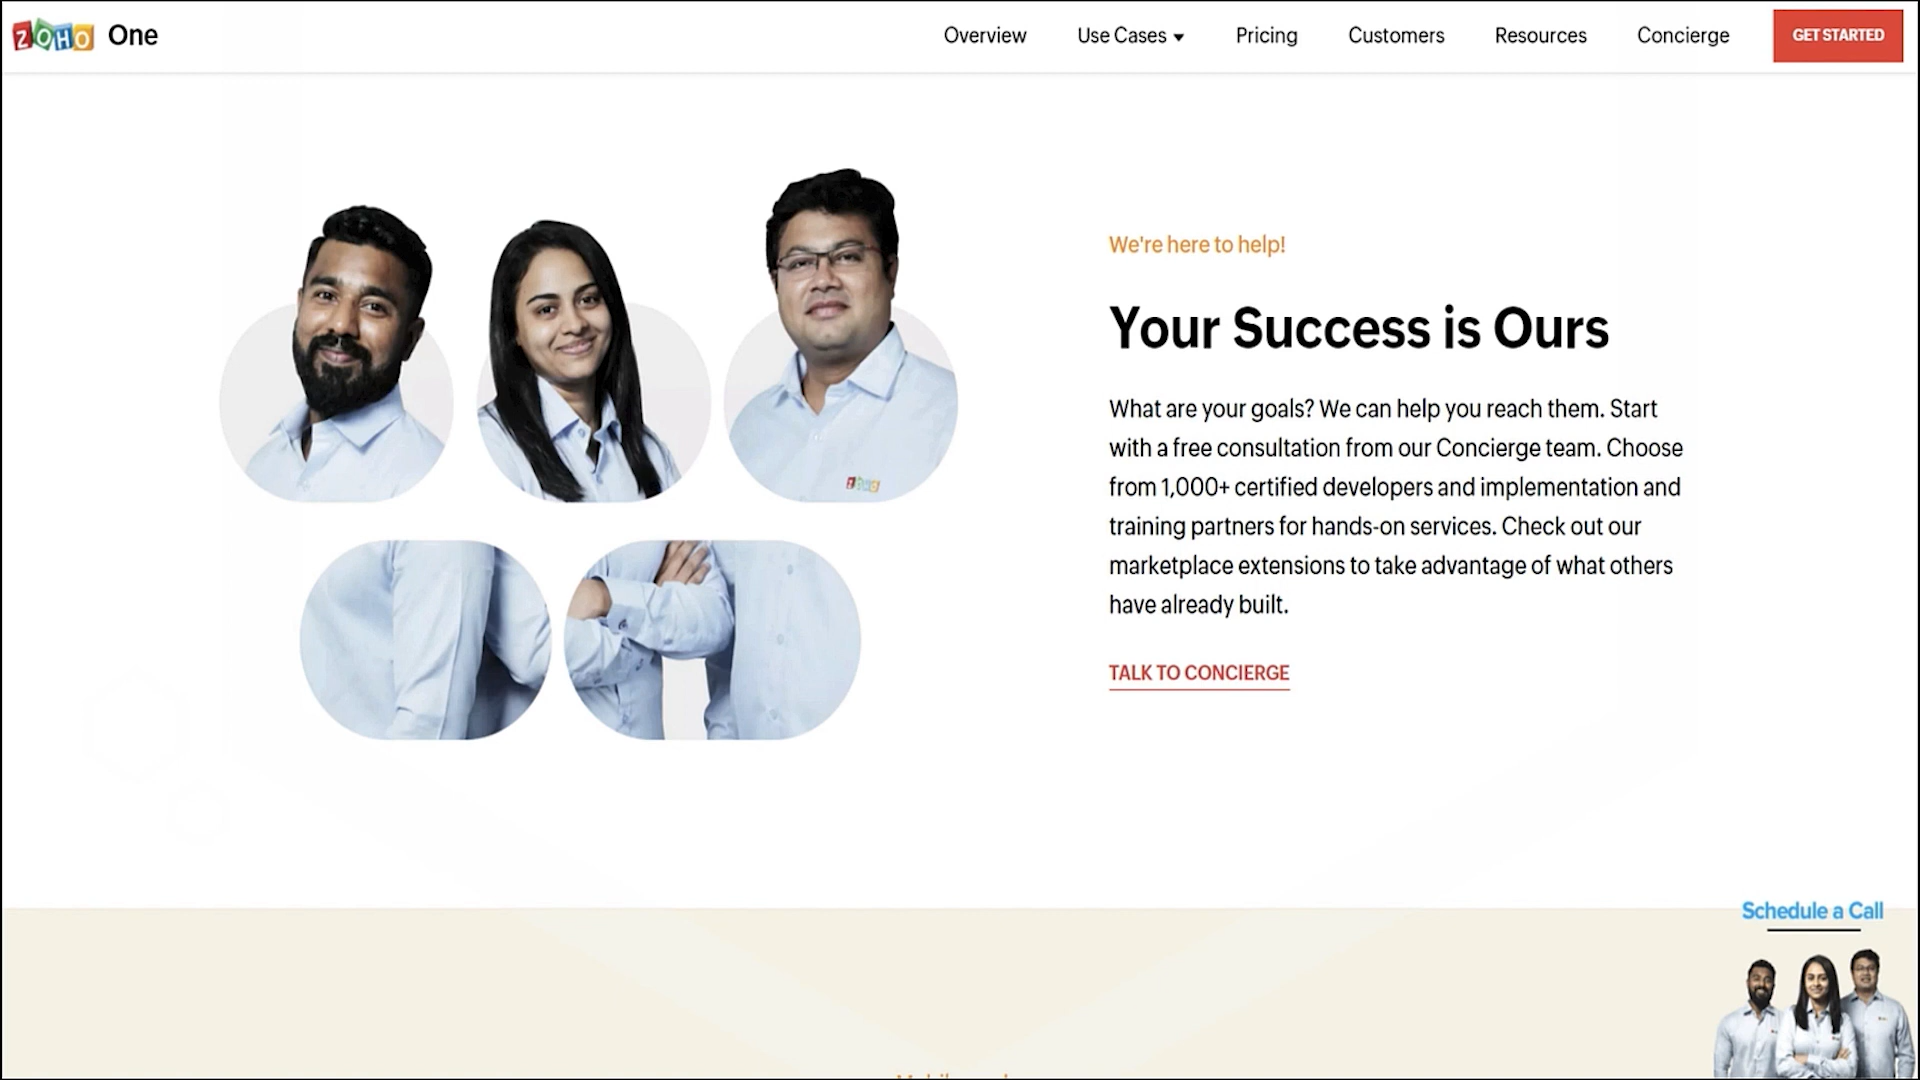 ZOHO One
Overview
Use Cases
Pricing
Customers
Resources
Concierge
GET STARTED
We're here to help!
Your Success is Ours
What are your goals? We can help you reach them. Start
with a free consultation from our Concierge team. Choose
from 1,000+ certified developers and implementation and
training partners for hands-on services. Check out our
marketplace extensions to take advantage of what others
have already built.
TALK TO CONCIERGE
ZOHO
Schedule a Call